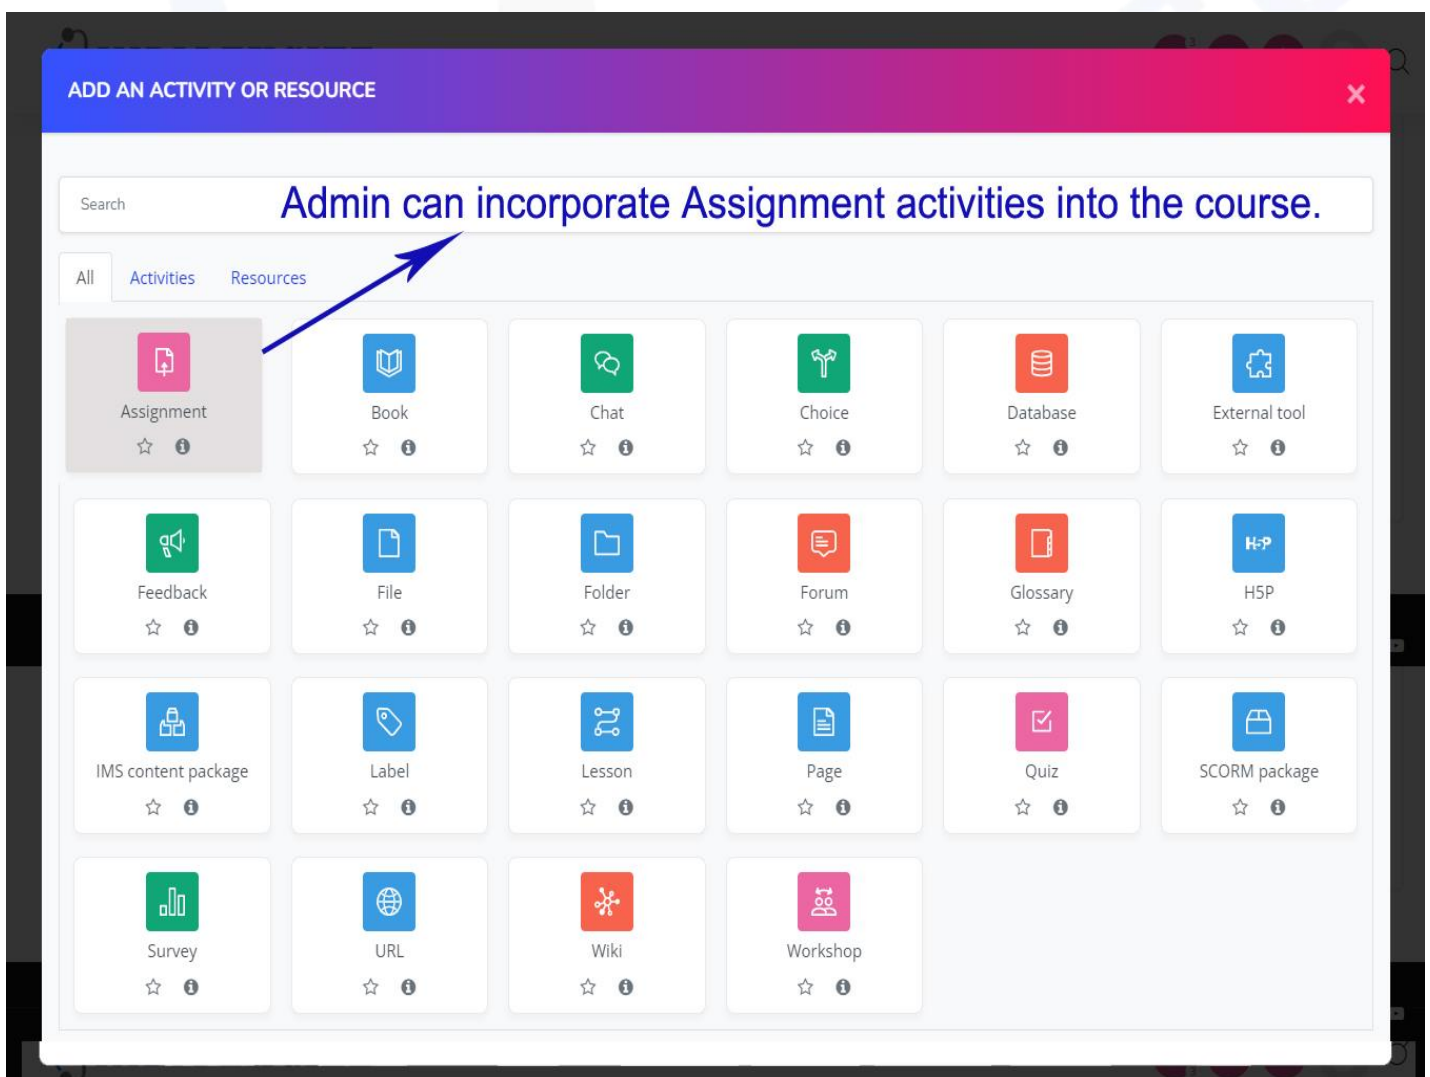 ADD AN ACTIVITY OR RESOURCE
Search
Admin can incorporate Assignment activities into the course.
All Activities Resources
Assignment Book Chat Choice Database External tool
Feedback File Folder Forum Glossary H5P
H5P
IMS content package Label Lesson Page Quiz SCORM package
Survey URL Wiki Workshop